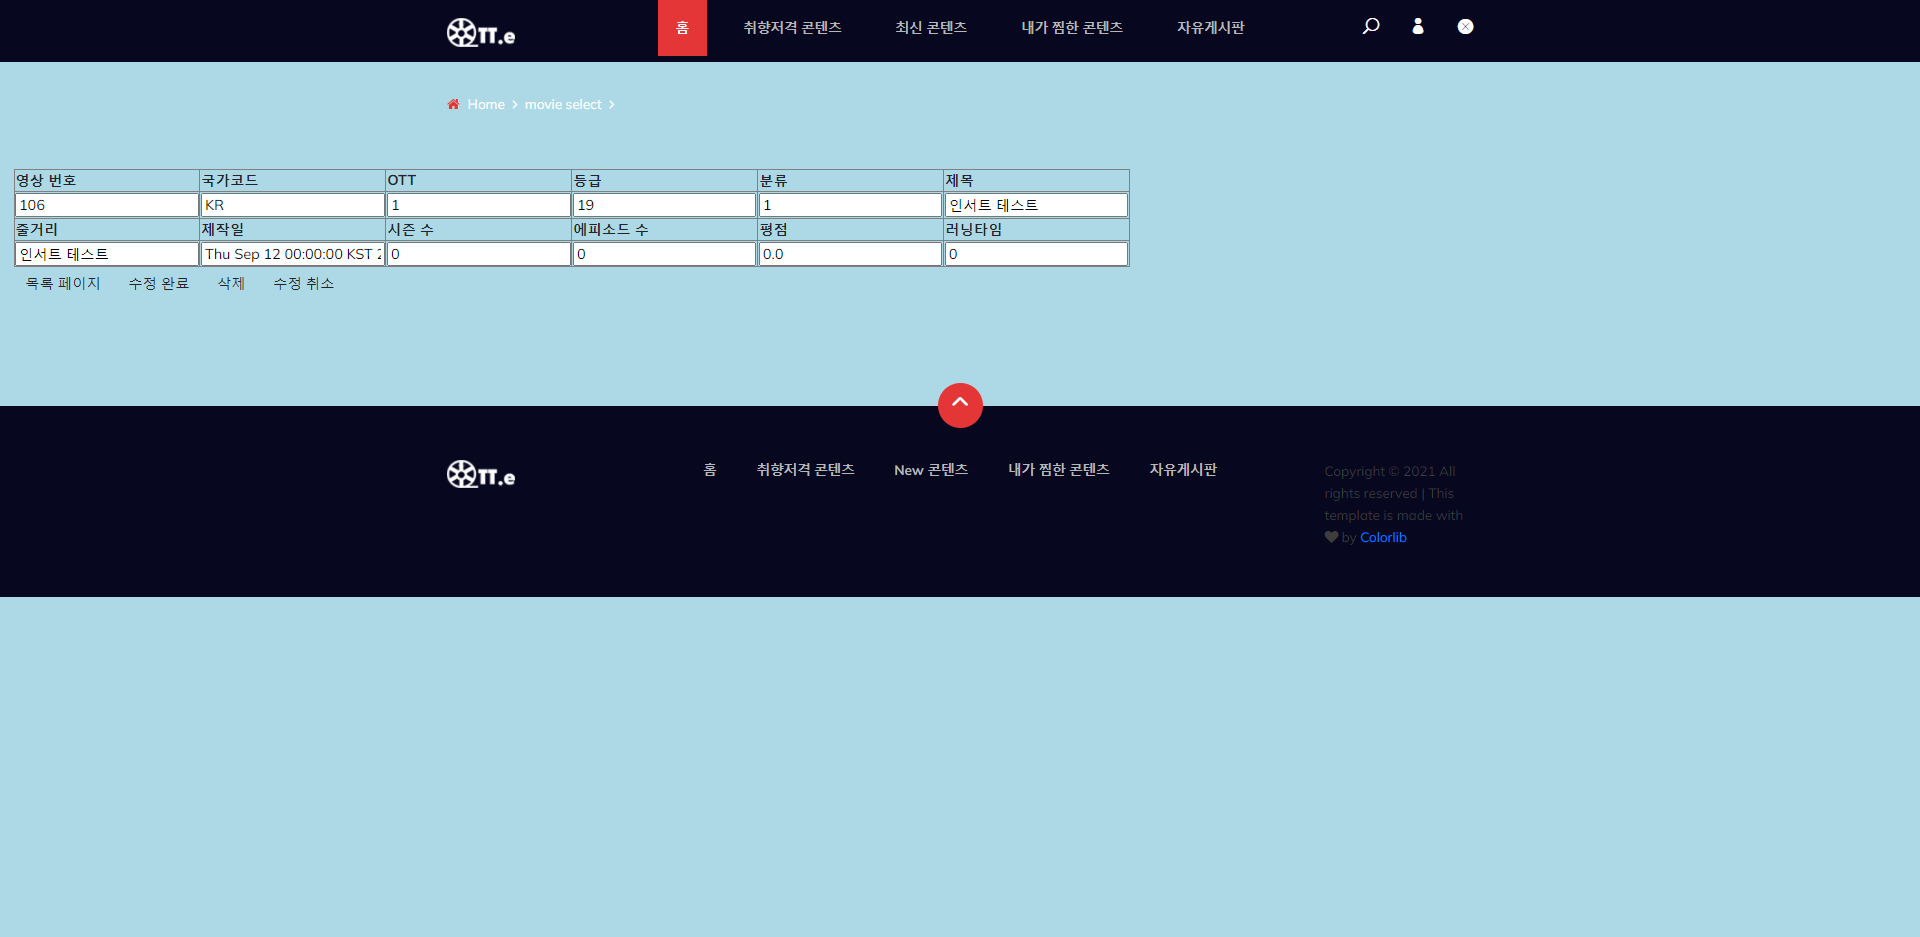 OTT.e 홈 취향저격 콘텐츠 최신 콘텐츠 내가 찜한 콘텐츠 자유게시판
Home movie select
영상 번호 국가코드 OTT 등급 분류 제목
106 KR 1 19 1 인서트 테스트
줄거리 제작일 시즌 수 에피소드 수 평점 러닝타임
인서트 테스트 Thu Sep 12 00:00:00 KST 0 0 0.0 0
목록 페이지 수정 완료 삭제 수정 취소
OTT.e 홈 취향저격 콘텐츠 New 콘텐츠 내가 찜한 콘텐츠 자유게시판
Copyright © 2021 All
rights reserved | This
template is made with
by Colorlib